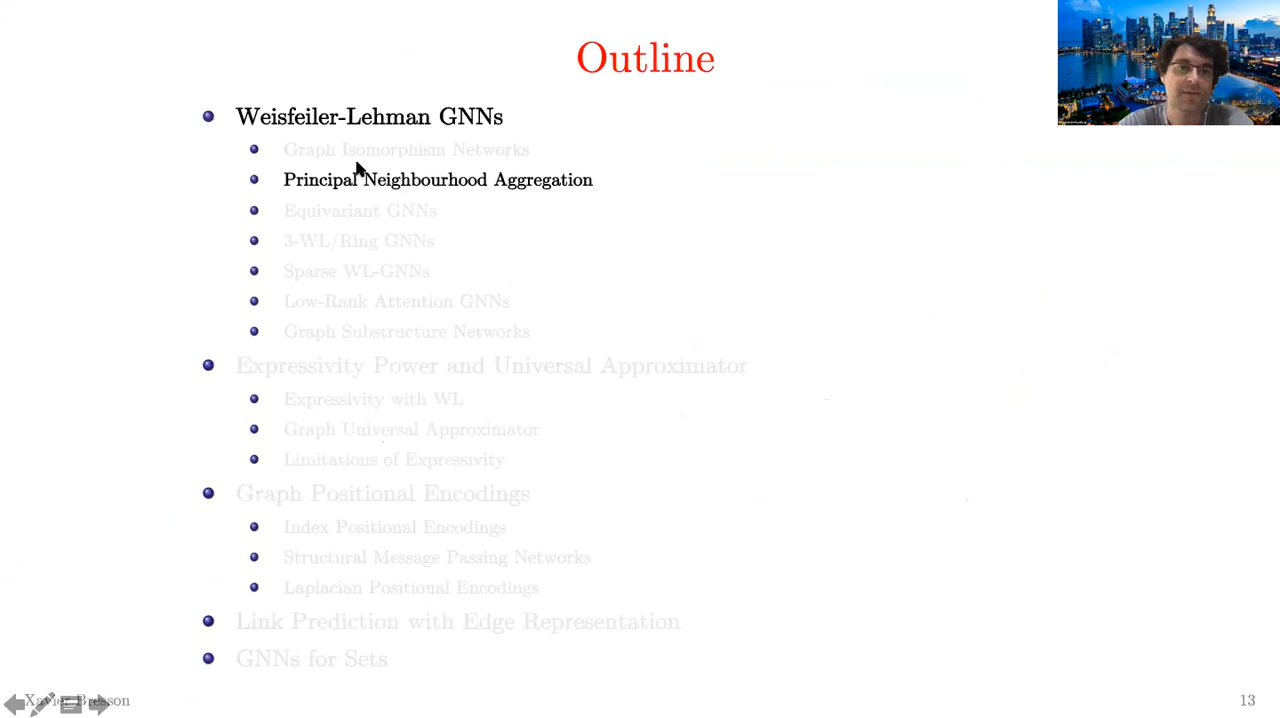 Outline
Weisfeiler-Lehman GNNs
Graph Isomorphism Networks
Principal Neighbourhood Aggregation
Equivariant GNNs
3-WL/Ring GNNs
Sparse WL-GNNs
Low-Rank Attention GNNs
Graph Substructure Networks
Expressivity Power and Universal Approximator
Expressivity with WL
Graph Universal Approximator
Limitations of Expressivity
Graph Positional Encodings
Index Positional Encodings
Structural Message Passing Networks
Laplacian Positional Encodings
Link Prediction with Edge Representation
GNNs for Sets
Xavier Bresson
13